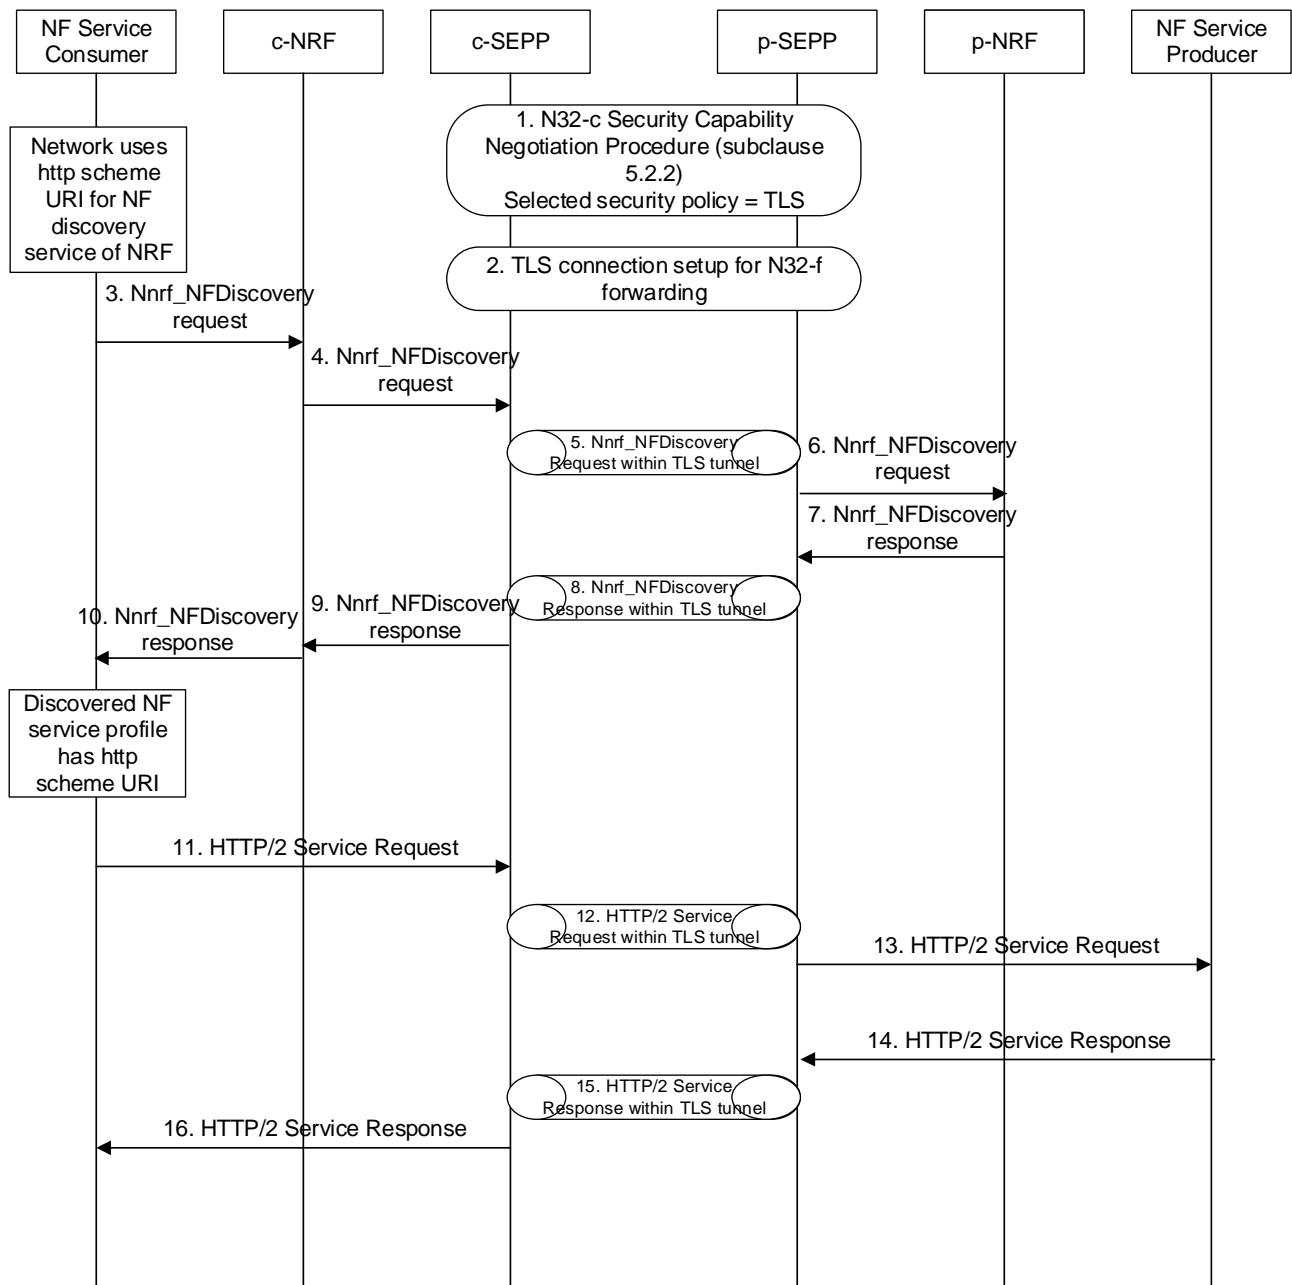 NF Service
Consumer
c-NRF
c-SEPP
p-SEPP
p-NRF
NF Service
Producer
1. N32-c Security Capability
Negotiation Procedure (subclause
5.2.2)
Selected security policy = TLS
Network uses
http scheme
URI for NF
discovery
service of NRF
2. TLS connection setup for N32-f
forwarding
3. Nnrf_NFDiscovery
request
4. Nnrf_NFDiscovery
request
5. Nnrf_NFDiscovery
Request within TLS tunnel
6. Nnrf_NFDiscovery
request
7. Nnrf_NFDiscovery
response
8. Nnrf_NFDiscovery
Response within TLS tunnel
9. Nnrf_NFDiscovery
response
10. Nnrf_NFDiscovery
response
Discovered NF
service profile
has http
scheme URI
11. HTTP/2 Service Request
12. HTTP/2 Service
Request within TLS tunnel
13. HTTP/2 Service Request
14. HTTP/2 Service Response
15. HTTP/2 Service
Response within TLS tunnel
16. HTTP/2 Service Response